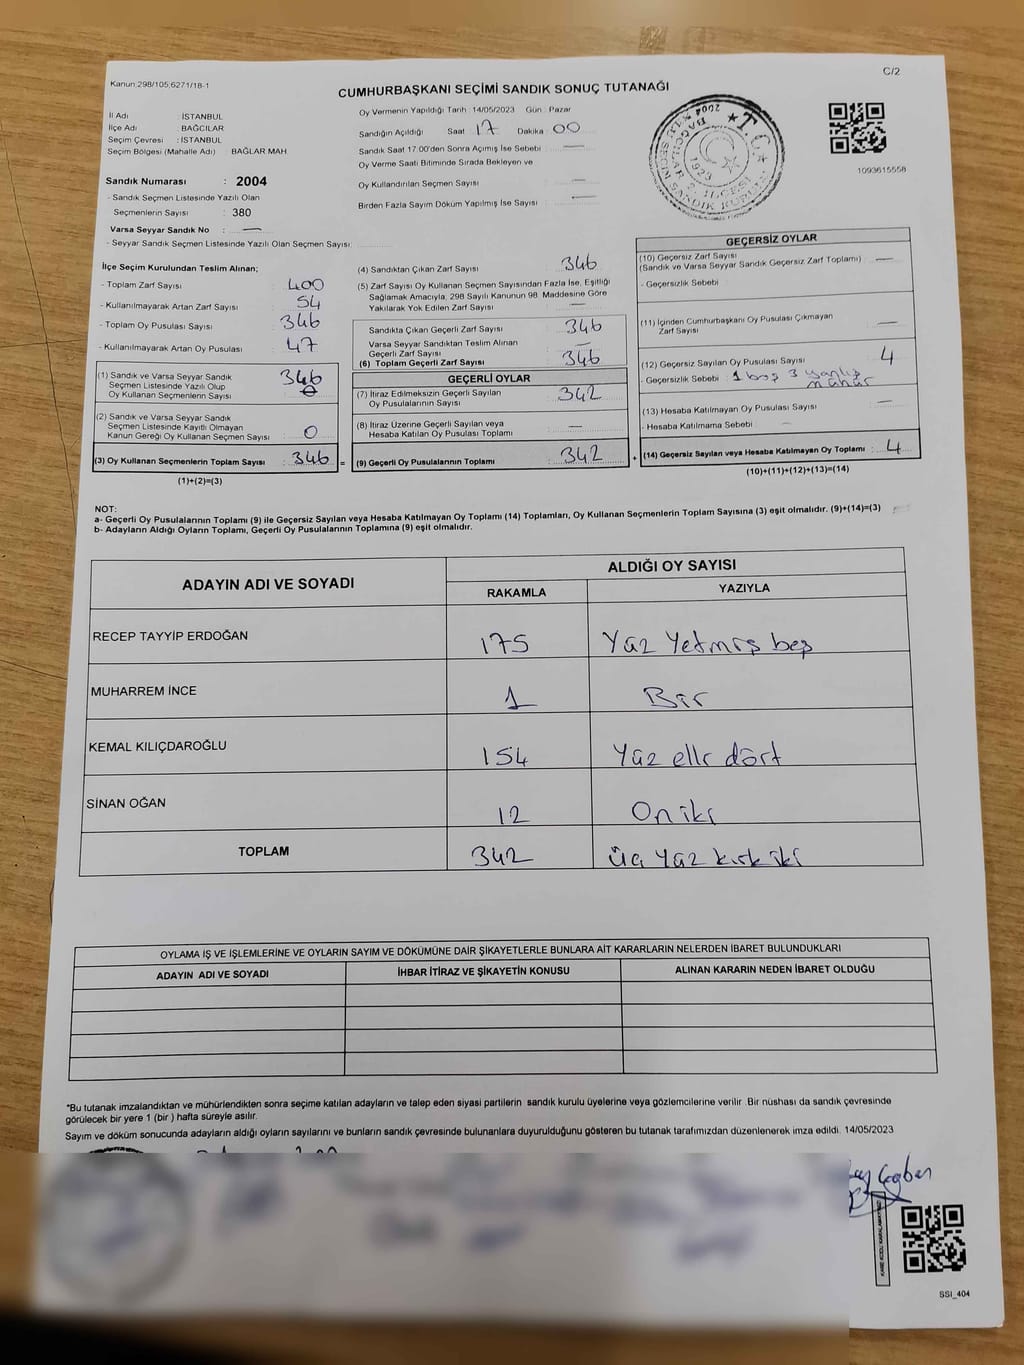 C/2
Kanun:298/105;6271/18-1
CUMHURBAŞKANI SEÇİMİ SANDIK SONUÇ TUTANAĞI
İl Adı : İSTANBUL
İlçe Adı : BAĞCILAR
Seçim Çevresi : İSTANBUL
Seçim Bölgesi (Mahalle Adı) : BAĞLAR MAH.
Sandık Numarası : 2004
- Sandık Seçmen Listesinde Yazılı Olan
Seçmenlerin Sayısı : 380
Varsa Seyyar Sandık No : —
- Seyyar Sandık Seçmen Listesinde Yazılı Olan Seçmen Sayısı:
Oy Vermenin Yapıldığı Tarih : 14/05/2023 Gün : Pazar
Sandığın Açıldığı Saat : 17 Dakika : 00
Sandık Saat 17:00'den Sonra Açımış İse Sebebi : —
Oy Verme Saati Bitiminde Sırada Bekleyen ve
Oy Kullandırılan Seçmen Sayısı : —
Birden Fazla Sayım Döküm Yapılmış İse Sayısı : —
T.C.
1923
1093615558
İlçe Seçim Kurulundan Teslim Alınan;
- Toplam Zarf Sayısı : 400
- Kullanılmayarak Artan Zarf Sayısı : 54
- Toplam Oy Pusulası Sayısı : 346
- Kullanılmayarak Artan Oy Pusulası : 47
(1) Sandık ve Varsa Seyyar Sandık
Seçmen Listesinde Yazılı Olup
Oy Kullanan Seçmenlerin Sayısı : 346
(2) Sandık ve Varsa Seyyar Sandık
Seçmen Listesinde Kayıtlı Olmayan
Kanun Gereği Oy Kullanan Seçmen Sayısı : 0
(3) Oy Kullanan Seçmenlerin Toplam Sayısı : 346
(1)+(2)=(3)
(4) Sandıktan Çıkan Zarf Sayısı : 346
(5) Zarf Sayısı Oy Kullanan Seçmen Sayısından Fazla İse, Eşitliği
Sağlamak Amacıyla, 298 Sayılı Kanunun 98. Maddesine Göre
Yakılarak Yok Edilen Zarf Sayısı : —
Sandıkta Çıkan Geçerli Zarf Sayısı : 346
Varsa Seyyar Sandıktan Teslim Alınan
Geçerli Zarf Sayısı : —
(6) Toplam Geçerli Zarf Sayısı : 346
GEÇERLİ OYLAR
(7) İtiraz Edilmeksizin Geçerli Sayılan
Oy Pusulalarının Sayısı : 342
(8) İtiraz Üzerine Geçerli Sayılan veya
Hesaba Katılan Oy Pusulası Toplamı : —
= (9) Geçerli Oy Pusulalarının Toplamı : 342
GEÇERSİZ OYLAR
(10) Geçersiz Zarf Sayısı : —
(Sandık ve Varsa Seyyar Sandık Geçersiz Zarf Toplamı)
- Geçersizlik Sebebi :
(11) İçinden Cumhurbaşkanı Oy Pusulası Çıkmayan
Zarf Sayısı : —
(12) Geçersiz Sayılan Oy Pusulası Sayısı : 4
- Geçersizlik Sebebi : 1 boş 3 yanlış
mühür
(13) Hesaba Katılmayan Oy Pusulası Sayısı : —
- Hesaba Katılmama Sebebi : —
+ (14) Geçersiz Sayılan veya Hesaba Katılmayan Oy Toplamı : 4
(10)+(11)+(12)+(13)=(14)
NOT:
a- Geçerli Oy Pusulalarının Toplamı (9) ile Geçersiz Sayılan veya Hesaba Katılmayan Oy Toplamı (14) Toplamları, Oy Kullanan Seçmenlerin Toplam Sayısına (3) eşit olmalıdır. (9)+(14)=(3)
b- Adayların Aldığı Oyların Toplamı, Geçerli Oy Pusulalarının Toplamına (9) eşit olmalıdır.
ADAYIN ADI VE SOYADI
ALDIĞI OY SAYISI
RAKAMLA YAZIYLA
RECEP TAYYİP ERDOĞAN 175 Yüz Yetmiş beş
MUHARREM İNCE 1 Bir
KEMAL KILIÇDAROĞLU 154 Yüz elli dört
SİNAN OĞAN 12 On iki
TOPLAM 342 üç yüz kırk iki
OYLAMA İŞ VE İŞLEMLERİNE VE OYLARIN SAYIM VE DÖKÜMÜNE DAİR ŞİKAYETLERLE BUNLARA AİT KARARLARIN NELERDEN İBARET BULUNDUKLARI
ADAYIN ADI VE SOYADI İHBAR İTİRAZ VE ŞİKAYETİN KONUSU ALINAN KARARIN NEDEN İBARET OLDUĞU
*Bu tutanak imzalandıktan ve mühürlendikten sonra seçime katılan adayların ve talep eden siyasi partilerin sandık kurulu üyelerine veya gözlemcilerine verilir. Bir nüshası da sandık çevresinde
görülecek bir yere 1 (bir ) hafta süreyle asılır.
Sayım ve döküm sonucunda adayların aldığı oyların sayılarını ve bunların sandık çevresinde bulunanlara duyurulduğunu gösteren bu tutanak tarafımızdan düzenlenerek imza edildi. 14/05/2023
SSI_404